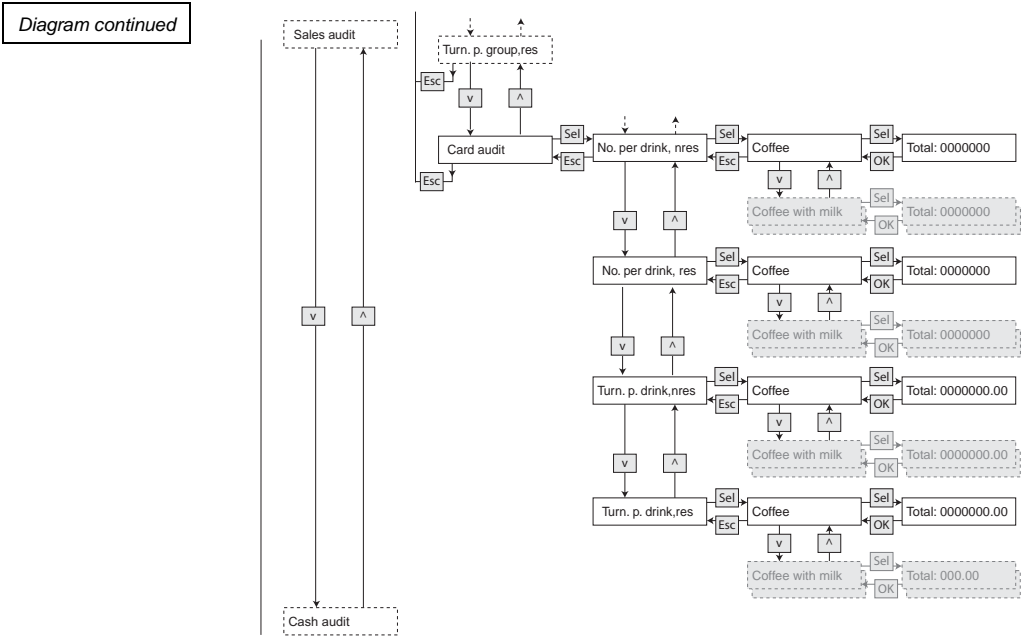 Diagram continued
Sales audit
Turn. p. group,res
Esc
v
^
Card audit
Sel
Esc
No. per drink, nres
Sel
Esc
Coffee
Sel
OK
Total: 0000000
Esc
v
^
Coffee with milk
Sel
OK
Total: 0000000
v
^
No. per drink, res
Sel
Esc
Coffee
Sel
OK
Total: 0000000
v
^
Coffee with milk
Sel
OK
Total: 0000000
v
^
v
^
Turn. p. drink,nres
Sel
Esc
Coffee
Sel
OK
Total: 0000000.00
v
^
Coffee with milk
Sel
OK
Total: 0000000.00
v
^
Turn. p. drink,res
Sel
Esc
Coffee
Sel
OK
Total: 0000000.00
v
^
Coffee with milk
Sel
OK
Total: 000.00
Cash audit